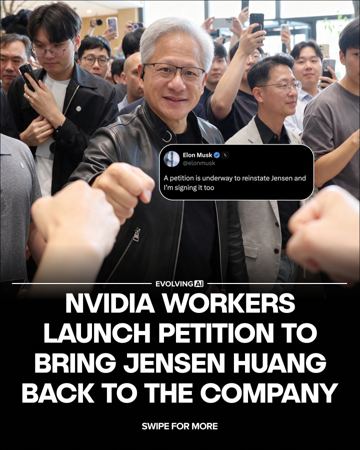 Elon Musk
@elonmusk
A petition is underway to reinstate Jensen and
I'm signing it too
EVOLVING AI
NVIDIA WORKERS
LAUNCH PETITION TO
BRING JENSEN HUANG
BACK TO THE COMPANY
SWIPE FOR MORE